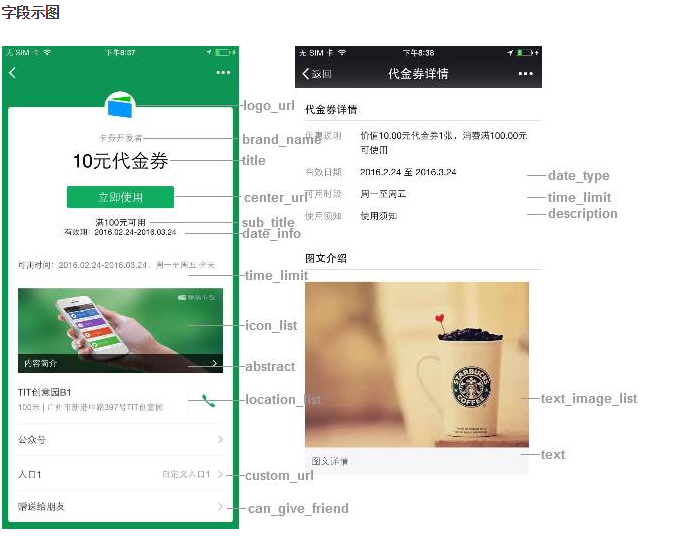 字段示图
无 SIM 卡 下午8:37
logo_url
卡券开发者 brand_name
10元代金券 title
立即使用 center_url
满100元可用 sub_title
有效期：2016.02.24-2016.03.24 date_info
可用时间：2016.02.24-2016.03.24，周一至周五 全天
time_limit
微信卡包
icon_list
内容简介 abstract
TIT创意园B1
100米 | 广州市新港中路397号TIT创意园
location_list
公众号
入口1 自定义入口1 custom_url
赠送给朋友 can_give_friend
无 SIM 卡 下午8:38
返回 代金券详情
代金券详情
优惠说明 价值10.00元代金券1张，消费满100.00元
可使用
有效日期 2016.2.24 至 2016.3.24 date_type
可用时段 周一至周五 time_limit
使用须知 使用须知 description
图文介绍
STARBUCKS
COFFEE
text_image_list
图文详情 text